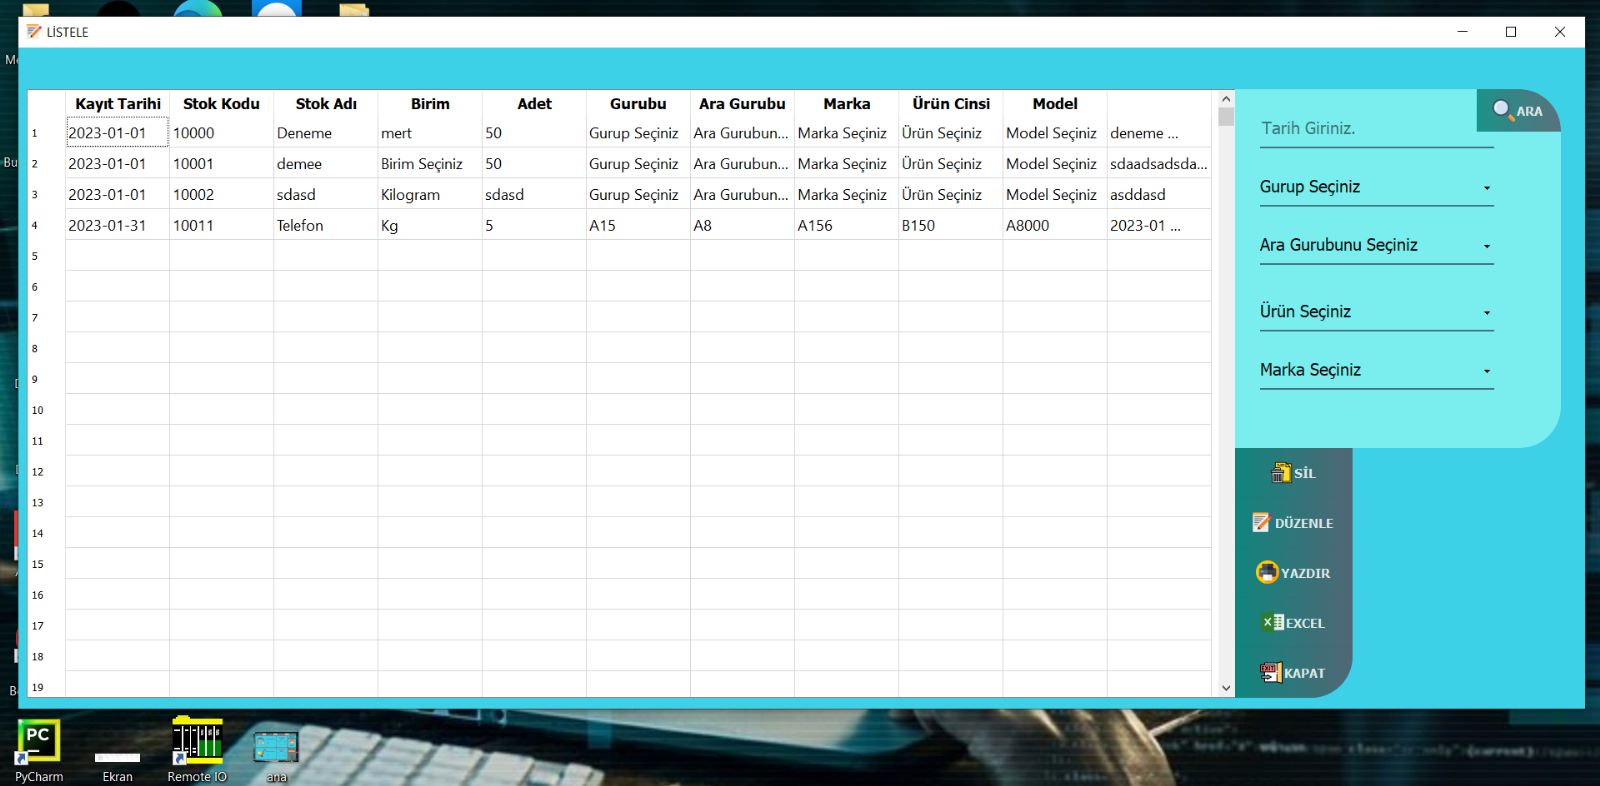 LİSTELE
Kayıt Tarihi Stok Kodu Stok Adı Birim Adet Gurubu Ara Gurubu Marka Ürün Cinsi Model
1 2023-01-01 10000 Deneme mert 50 Gurup Seçiniz Ara Gurubun... Marka Seçiniz Ürün Seçiniz Model Seçiniz deneme ...
2 2023-01-01 10001 demee Birim Seçiniz 50 Gurup Seçiniz Ara Gurubun... Marka Seçiniz Ürün Seçiniz Model Seçiniz sdaadsadsda...
3 2023-01-01 10002 sdasd Kilogram sdasd Gurup Seçiniz Ara Gurubun... Marka Seçiniz Ürün Seçiniz Model Seçiniz asddasd
4 2023-01-31 10011 Telefon Kg 5 A15 A8 A156 B150 A8000 2023-01 ...
5
6
7
8
9
10
11
12
13
14
15
16
17
18
19
ARA
Tarih Giriniz.
Gurup Seçiniz
Ara Gurubunu Seçiniz
Ürün Seçiniz
Marka Seçiniz
SİL
DÜZENLE
YAZDIR
EXCEL
KAPAT
PC
PyCharm Ekran Remote IO ana